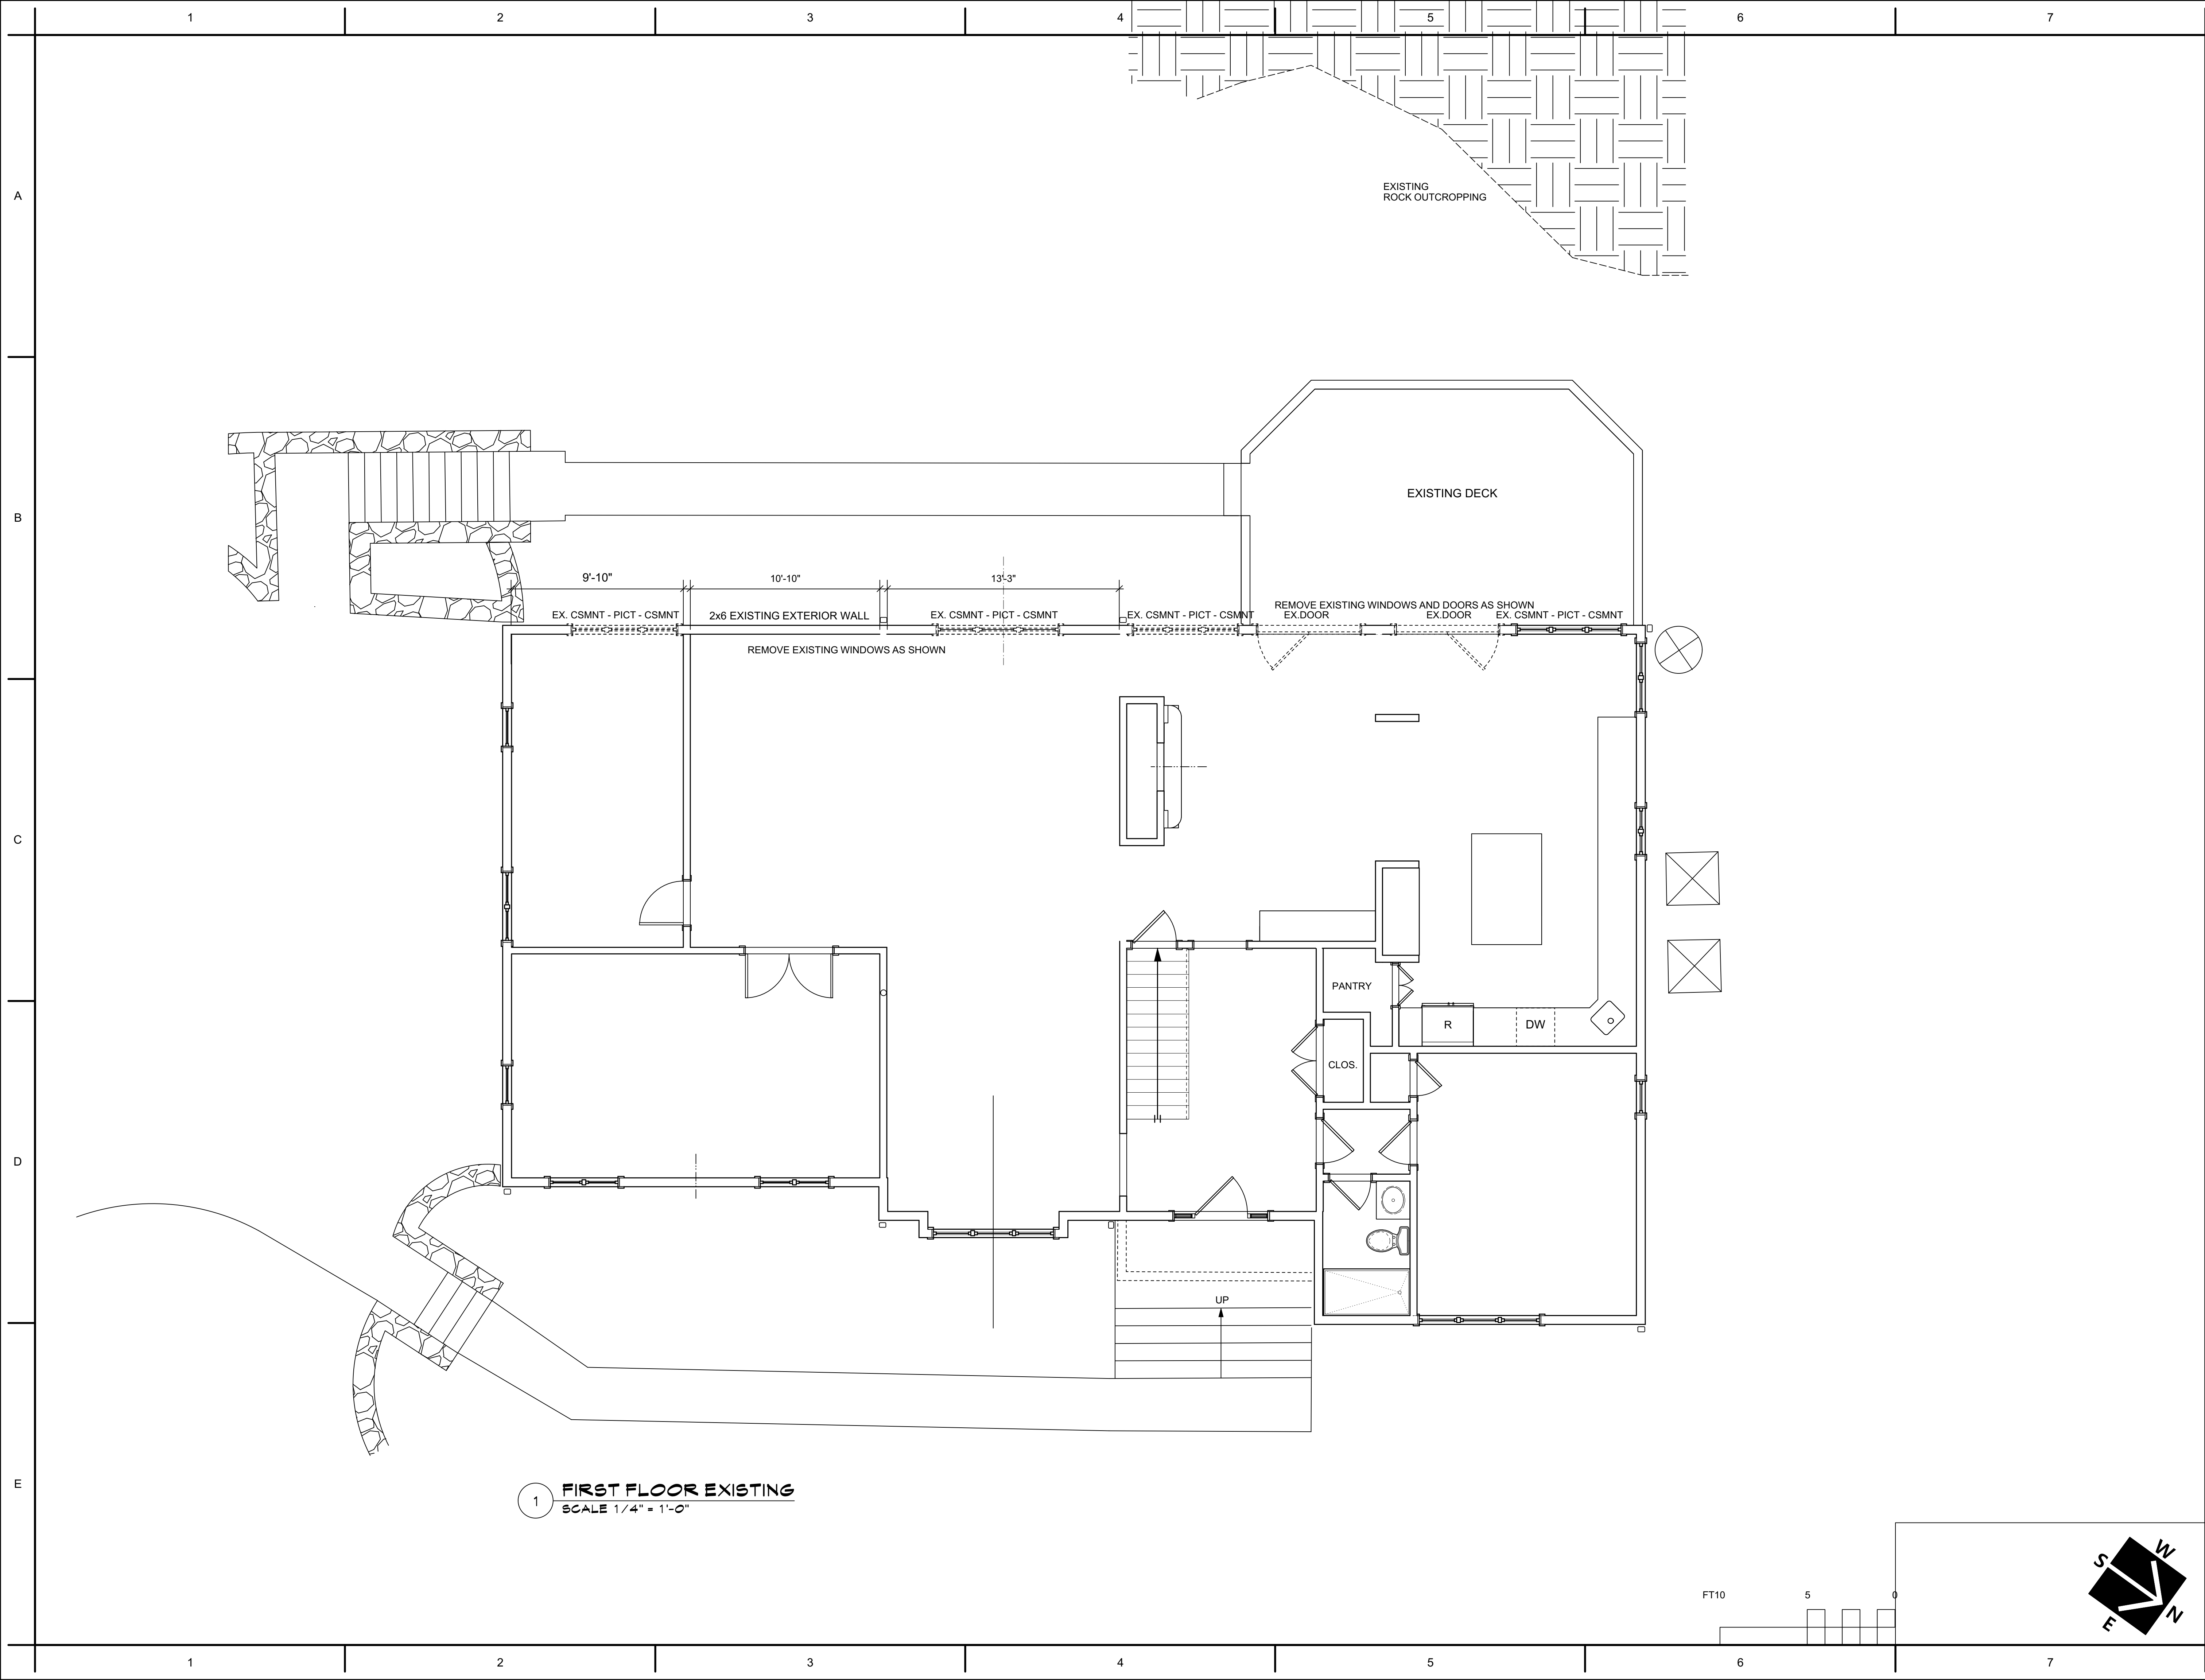 1 2 3 4 5 6 7
A
EXISTING
ROCK OUTCROPPING
B
EXISTING DECK
9'-10" 10'-10" 13'-3"
REMOVE EXISTING WINDOWS AND DOORS AS SHOWN
EX. CSMNT - PICT - CSMNT 2x6 EXISTING EXTERIOR WALL EX. CSMNT - PICT - CSMNT EX. CSMNT - PICT - CSMNT EX.DOOR EX.DOOR EX. CSMNT - PICT - CSMNT
REMOVE EXISTING WINDOWS AS SHOWN
C
PANTRY
R DW
CLOS.
D
UP
E
1 FIRST FLOOR EXISTING
SCALE 1/4" = 1'-0"
FT10 5 0
S W
E N
1 2 3 4 5 6 7